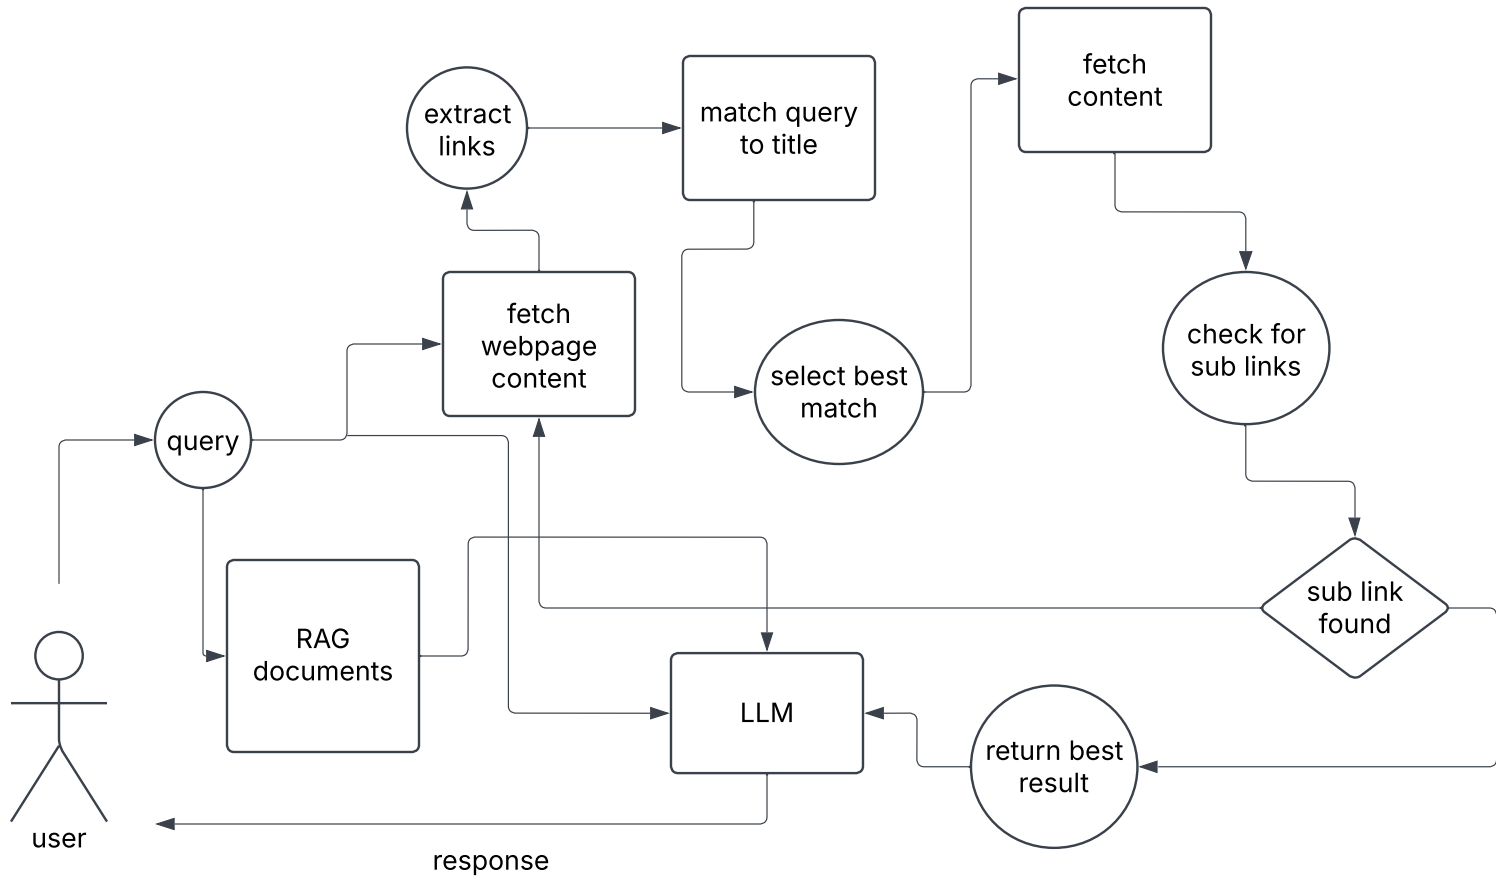 fetch
content
extract
links
match query
to title
fetch
webpage
content
check for
sub links
select best
match
query
sub link
found
RAG
documents
LLM
return best
result
user
response